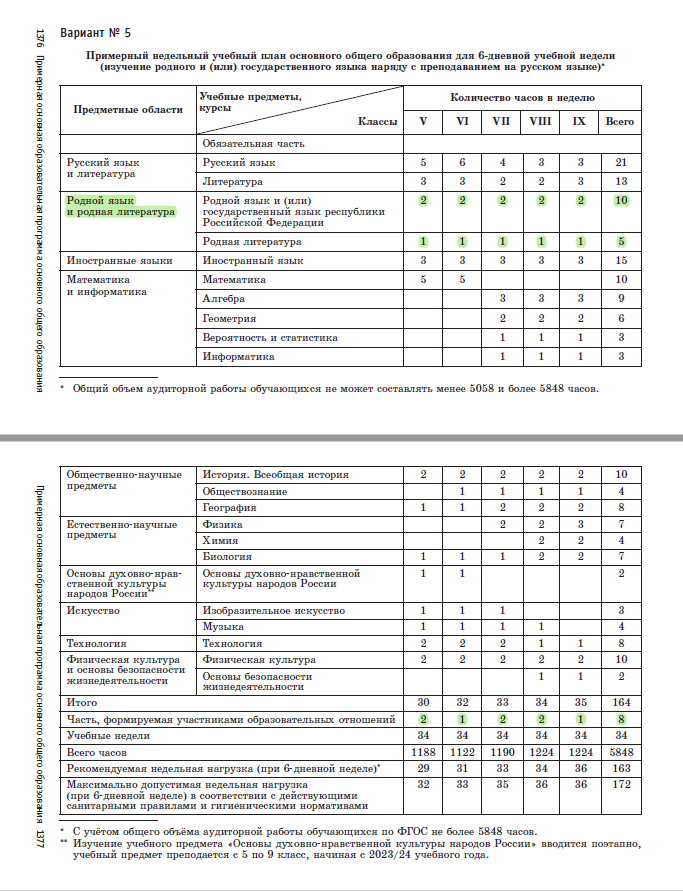 Вариант № 5
1376 Примерная основная образовательная программа основного общего образования
Примерный недельный учебный план основного общего образования для 6-дневной учебной недели
(изучение родного и (или) государственного языка наряду с преподаванием на русском языке)*
Предметные области
Учебные предметы,
курсы
Классы
Количество часов в неделю
V VI VII VIII IX Всего
Обязательная часть
Русский язык
и литература
Русский язык 5 6 4 3 3 21
Литература 3 3 2 2 3 13
Родной язык
и родная литература
Родной язык и (или)
государственный язык республики
Российской Федерации
2 2 2 2 2 10
Родная литература 1 1 1 1 1 5
Иностранные языки Иностранный язык 3 3 3 3 3 15
Математика
и информатика
Математика 5 5 10
Алгебра 3 3 3 9
Геометрия 2 2 2 6
Вероятность и статистика 1 1 1 3
Информатика 1 1 1 3
* Общий объем аудиторной работы обучающихся не может составлять менее 5058 и более 5848 часов.
Общественно-научные
предметы
История. Всеобщая история 2 2 2 2 2 10
Обществознание 1 1 1 1 4
География 1 1 2 2 2 8
Естественно-научные
предметы
Физика 2 2 3 7
Химия 2 2 4
Биология 1 1 1 2 2 7
Основы духовно-нрав-
ственной культуры
народов России**
Основы духовно-нравственной
культуры народов России
1 1 2
Искусство
Изобразительное искусство 1 1 1 3
Музыка 1 1 1 1 4
Технология Технология 2 2 2 1 1 8
Физическая культура
и основы безопасности
жизнедеятельности
Физическая культура 2 2 2 2 2 10
Основы безопасности
жизнедеятельности
1 1 2
Итого 30 32 33 34 35 164
Часть, формируемая участниками образовательных отношений 2 1 2 2 1 8
Учебные недели 34 34 34 34 34 34
Всего часов 1188 1122 1190 1224 1224 5848
Рекомендуемая недельная нагрузка (при 6-дневной неделе)* 29 31 33 34 36 163
Максимально допустимая недельная нагрузка
(при 6-дневной неделе) в соответствии с действующими
санитарными правилами и гигиеническими нормативами
32 33 35 36 36 172
* С учётом общего объёма аудиторной работы обучающихся по ФГОС не более 5848 часов.
** Изучение учебного предмета «Основы духовно-нравственной культуры народов России» вводится поэтапно,
учебный предмет преподается с 5 по 9 класс, начиная с 2023/24 учебного года.
Примерная основная образовательная программа основного общего образования 1377